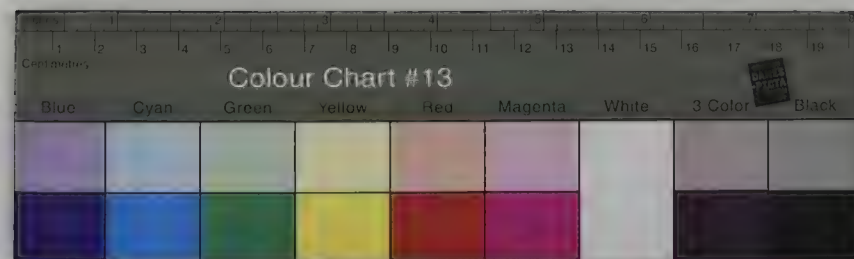 1 2 3 4 5 6 7 8
1 2 3 4 5 6 7 8 9 10 11 12 13 14 15 16 17 18 19
Centimetres
Colour Chart #13
Blue Cyan Green Yellow Red Magenta White 3 Color Black